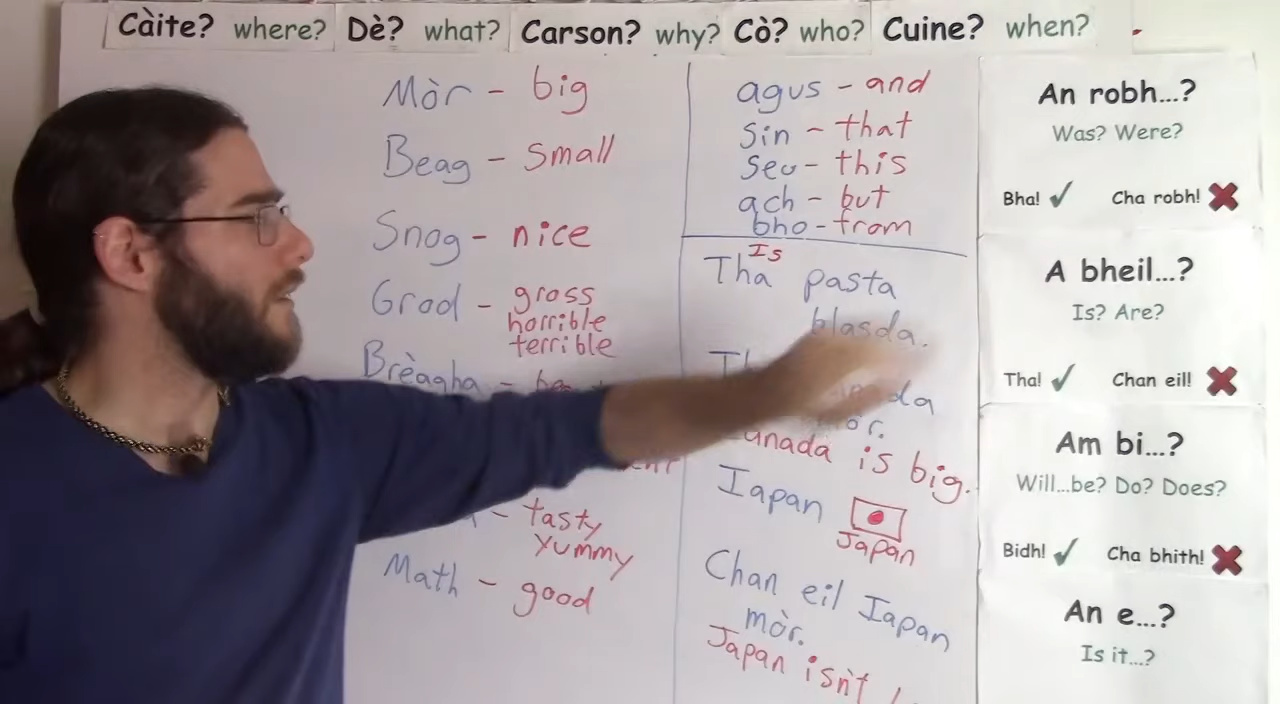 Càite? where? Dè? what? Carson? why? Cò? who? Cuine? when?
Mòr - big
Beag - small
Snog - nice
Grod - gross
horrible
terrible
Brèagha -
- tasty
yummy
Math - good
agus - and
Sin - that
Seo - this
ach - but
bho - from
Is
Tha pasta
blasda.
mòr.
Canada is big.
Iapan
Japan
Chan eil Iapan
mòr.
Japan isn't
An robh...?
Was? Were?
Bha! ✓ Cha robh! ✗
A bheil...?
Is? Are?
Tha! ✓ Chan eil! ✗
Am bi...?
Will...be? Do? Does?
Bidh! ✓ Cha bhith! ✗
An e...?
Is it...?